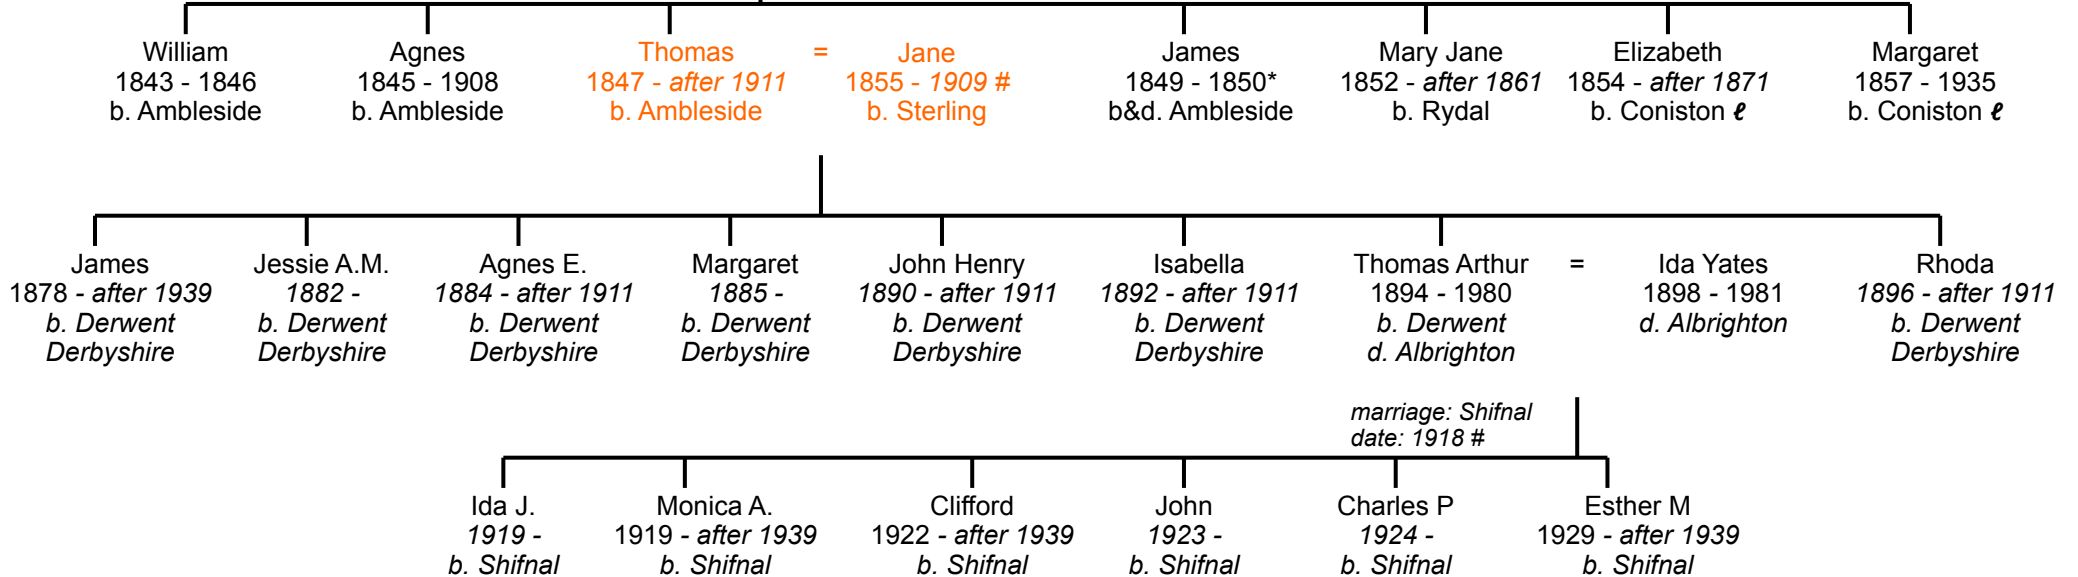 William
1843 - 1846
b. Ambleside
Agnes
1845 - 1908
b. Ambleside
Thomas
1847 - after 1911
b. Ambleside
=
Jane
1855 - 1909 #
b. Sterling
James
1849 - 1850*
b&d. Ambleside
Mary Jane
1852 - after 1861
b. Rydal
Elizabeth
1854 - after 1871
b. Coniston ℓ
Margaret
1857 - 1935
b. Coniston ℓ
James
1878 - after 1939
b. Derwent
Derbyshire
Jessie A.M.
1882 -
b. Derwent
Derbyshire
Agnes E.
1884 - after 1911
b. Derwent
Derbyshire
Margaret
1885 -
b. Derwent
Derbyshire
John Henry
1890 - after 1911
b. Derwent
Derbyshire
Isabella
1892 - after 1911
b. Derwent
Derbyshire
Thomas Arthur
1894 - 1980
b. Derwent
d. Albrighton
=
Ida Yates
1898 - 1981
d. Albrighton
Rhoda
1896 - after 1911
b. Derwent
Derbyshire
marriage: Shifnal
date: 1918 #
Ida J.
1919 -
b. Shifnal
Monica A.
1919 - after 1939
b. Shifnal
Clifford
1922 - after 1939
b. Shifnal
John
1923 -
b. Shifnal
Charles P
1924 -
b. Shifnal
Esther M
1929 - after 1939
b. Shifnal